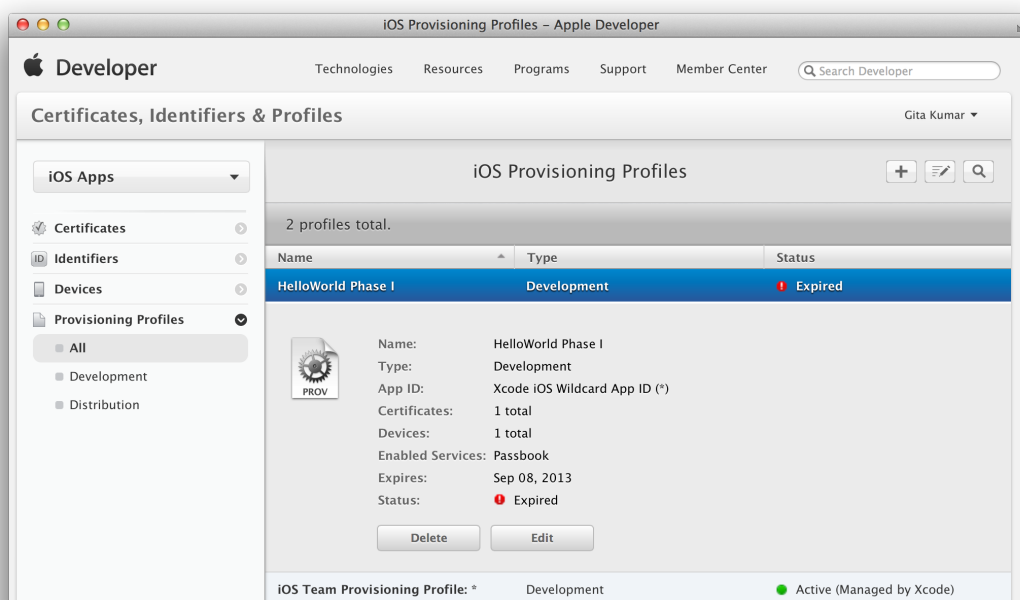 iOS Provisioning Profiles – Apple Developer
Developer
Technologies Resources Programs Support Member Center Search Developer
Certificates, Identifiers & Profiles Gita Kumar
iOS Apps iOS Provisioning Profiles
2 profiles total.
Certificates
Name Type Status
ID Identifiers
HelloWorld Phase I Development Expired
Devices
Provisioning Profiles
All
Development
Distribution
PROV
Name: HelloWorld Phase I
Type: Development
App ID: Xcode iOS Wildcard App ID (*)
Certificates: 1 total
Devices: 1 total
Enabled Services: Passbook
Expires: Sep 08, 2013
Status: Expired
Delete Edit
iOS Team Provisioning Profile: * Development Active (Managed by Xcode)